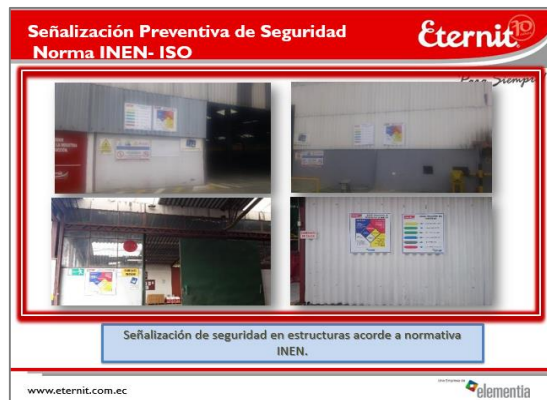 Señalización Preventiva de Seguridad
Norma INEN- ISO
Eternit
Para Siempre
Señalización de seguridad en estructuras acorde a normativa
INEN.
www.eternit.com.ec
elementia